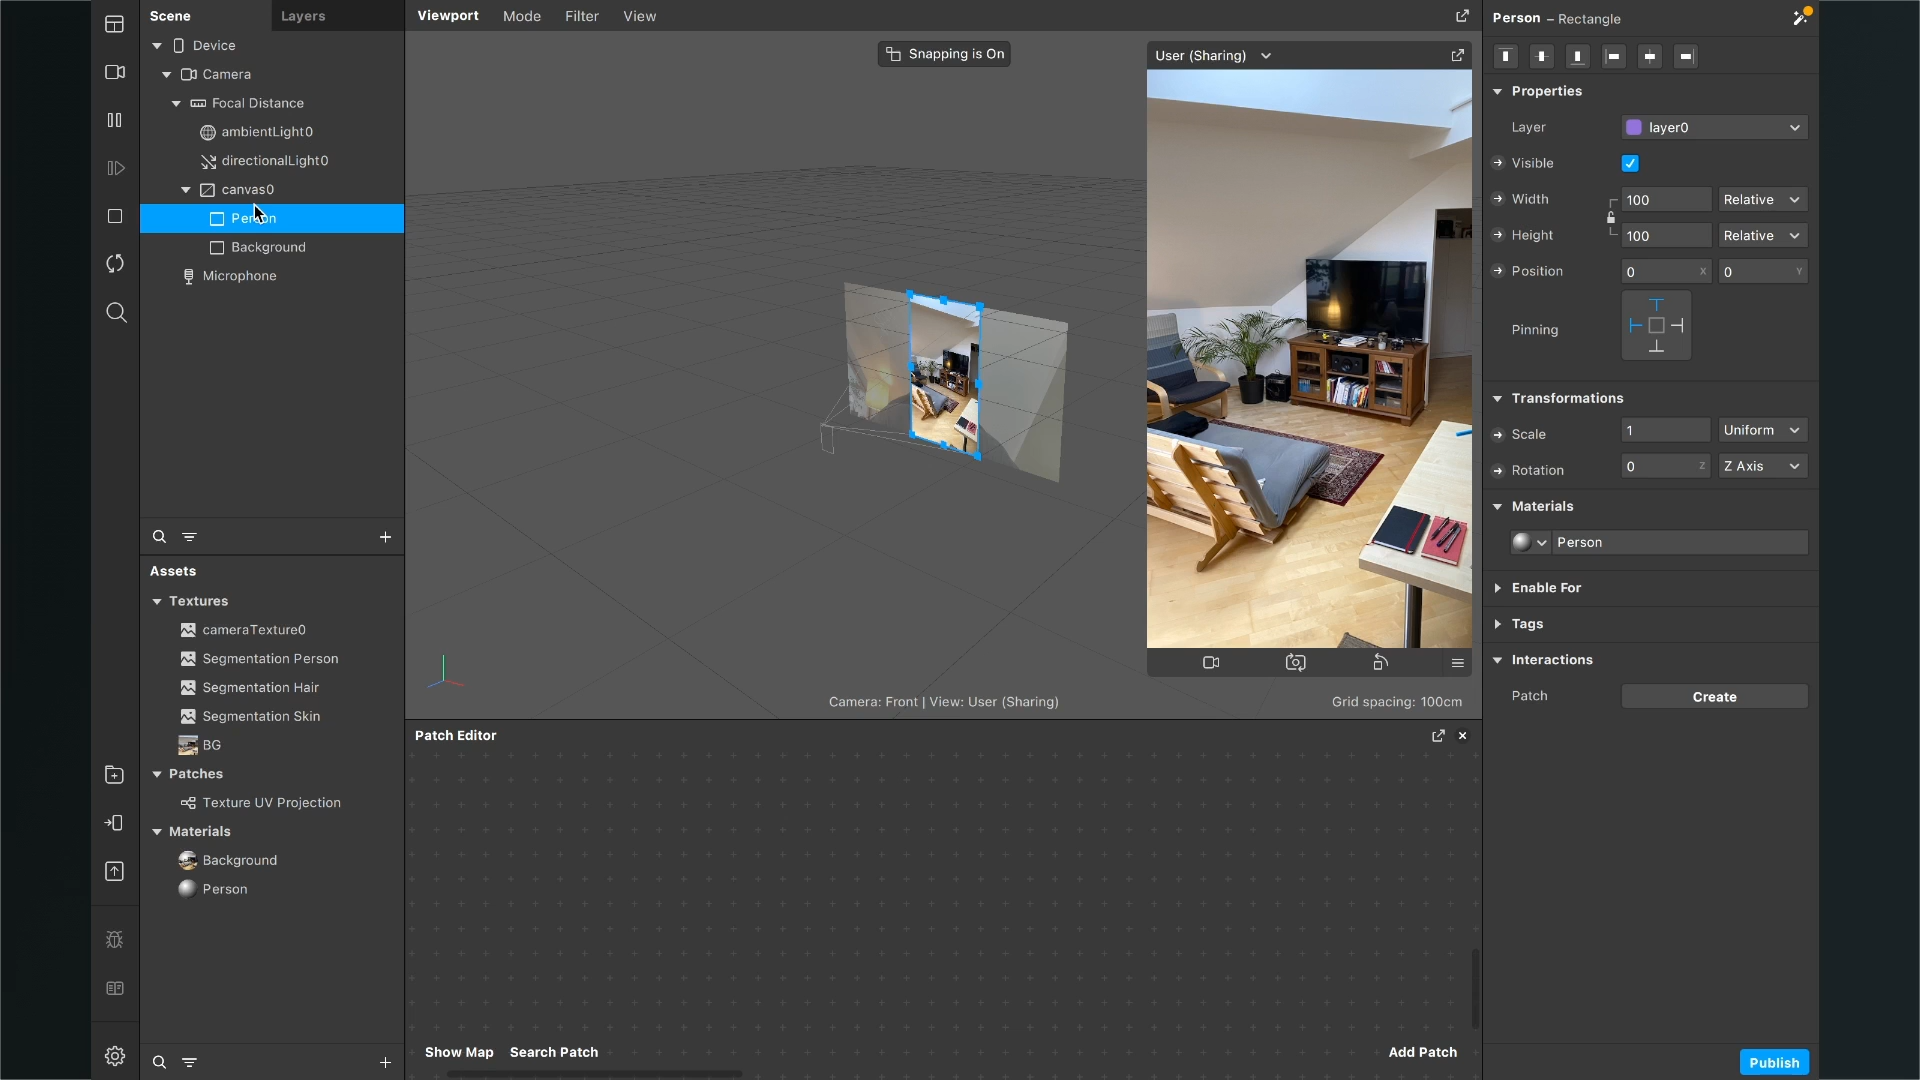 Scene
Layers
Device
Camera
Focal Distance
ambientLight0
directionalLight0
canvas0
Person
Background
Microphone
Assets
Textures
cameraTexture0
Segmentation Person
Segmentation Hair
Segmentation Skin
BG
Patches
Texture UV Projection
Materials
Background
Person
Viewport Mode Filter View
Snapping is On
User (Sharing)
Camera: Front | View: User (Sharing)
Grid spacing: 100cm
Patch Editor
Show Map Search Patch
Add Patch
Person – Rectangle
Properties
Layer layer0
Visible
Width 100 Relative
Height 100 Relative
Position 0 X 0 Y
Pinning
Transformations
Scale 1 Uniform
Rotation 0 Z Z Axis
Materials
Person
Enable For
Tags
Interactions
Patch Create
Publish